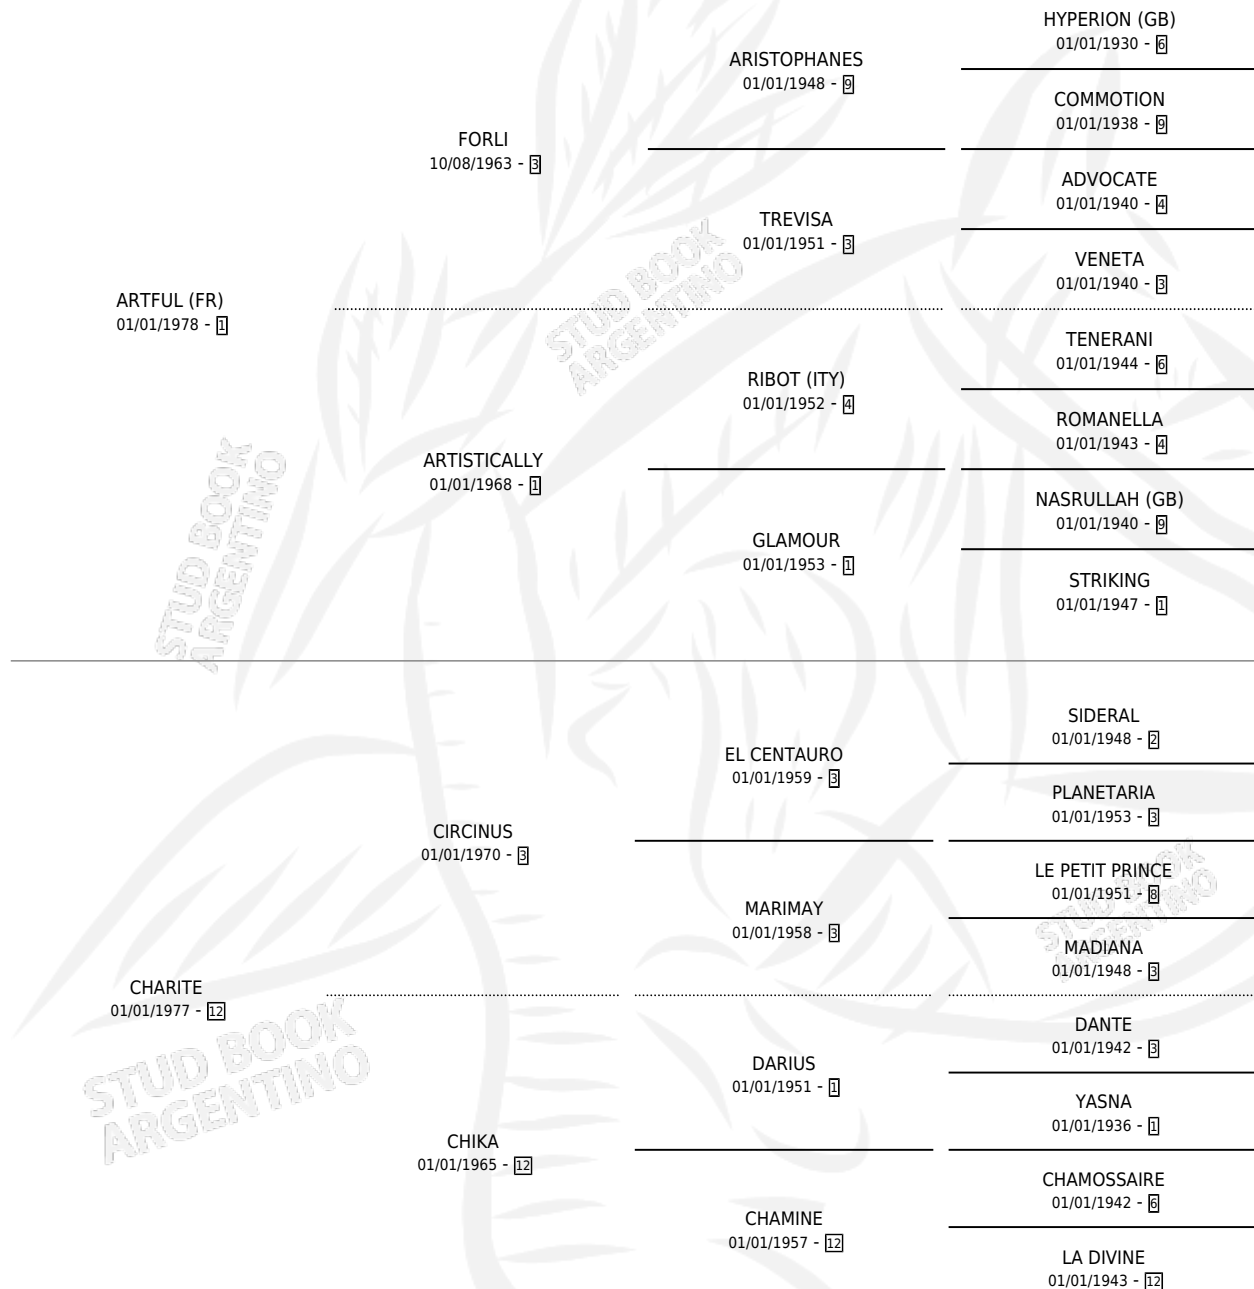 HYPERION (GB)
01/01/1930 - 6
ARISTOPHANES
01/01/1948 - 9
COMMOTION
01/01/1938 - 9
FORLI
10/08/1963 - 3
ADVOCATE
01/01/1940 - 4
TREVISA
01/01/1951 - 3
VENETA
01/01/1940 - 3
ARTFUL (FR)
01/01/1978 - 1
TENERANI
01/01/1944 - 6
RIBOT (ITY)
01/01/1952 - 4
ROMANELLA
01/01/1943 - 4
ARTISTICALLY
01/01/1968 - 1
NASRULLAH (GB)
01/01/1940 - 9
GLAMOUR
01/01/1953 - 1
STRIKING
01/01/1947 - 1
SIDERAL
01/01/1948 - 2
EL CENTAURO
01/01/1959 - 3
PLANETARIA
01/01/1953 - 3
CIRCINUS
01/01/1970 - 3
LE PETIT PRINCE
01/01/1951 - 8
MARIMAY
01/01/1958 - 3
MADIANA
01/01/1948 - 3
CHARITE
01/01/1977 - 12
DANTE
01/01/1942 - 3
DARIUS
01/01/1951 - 1
YASNA
01/01/1936 - 1
CHIKA
01/01/1965 - 12
CHAMOSSAIRE
01/01/1942 - 6
CHAMINE
01/01/1957 - 12
LA DIVINE
01/01/1943 - 12
STUD BOOK
ARGENTINO
STUD BOOK
ARGENTINO
STUD BOOK
ARGENTINO
STUD BOOK
ARGENTINO